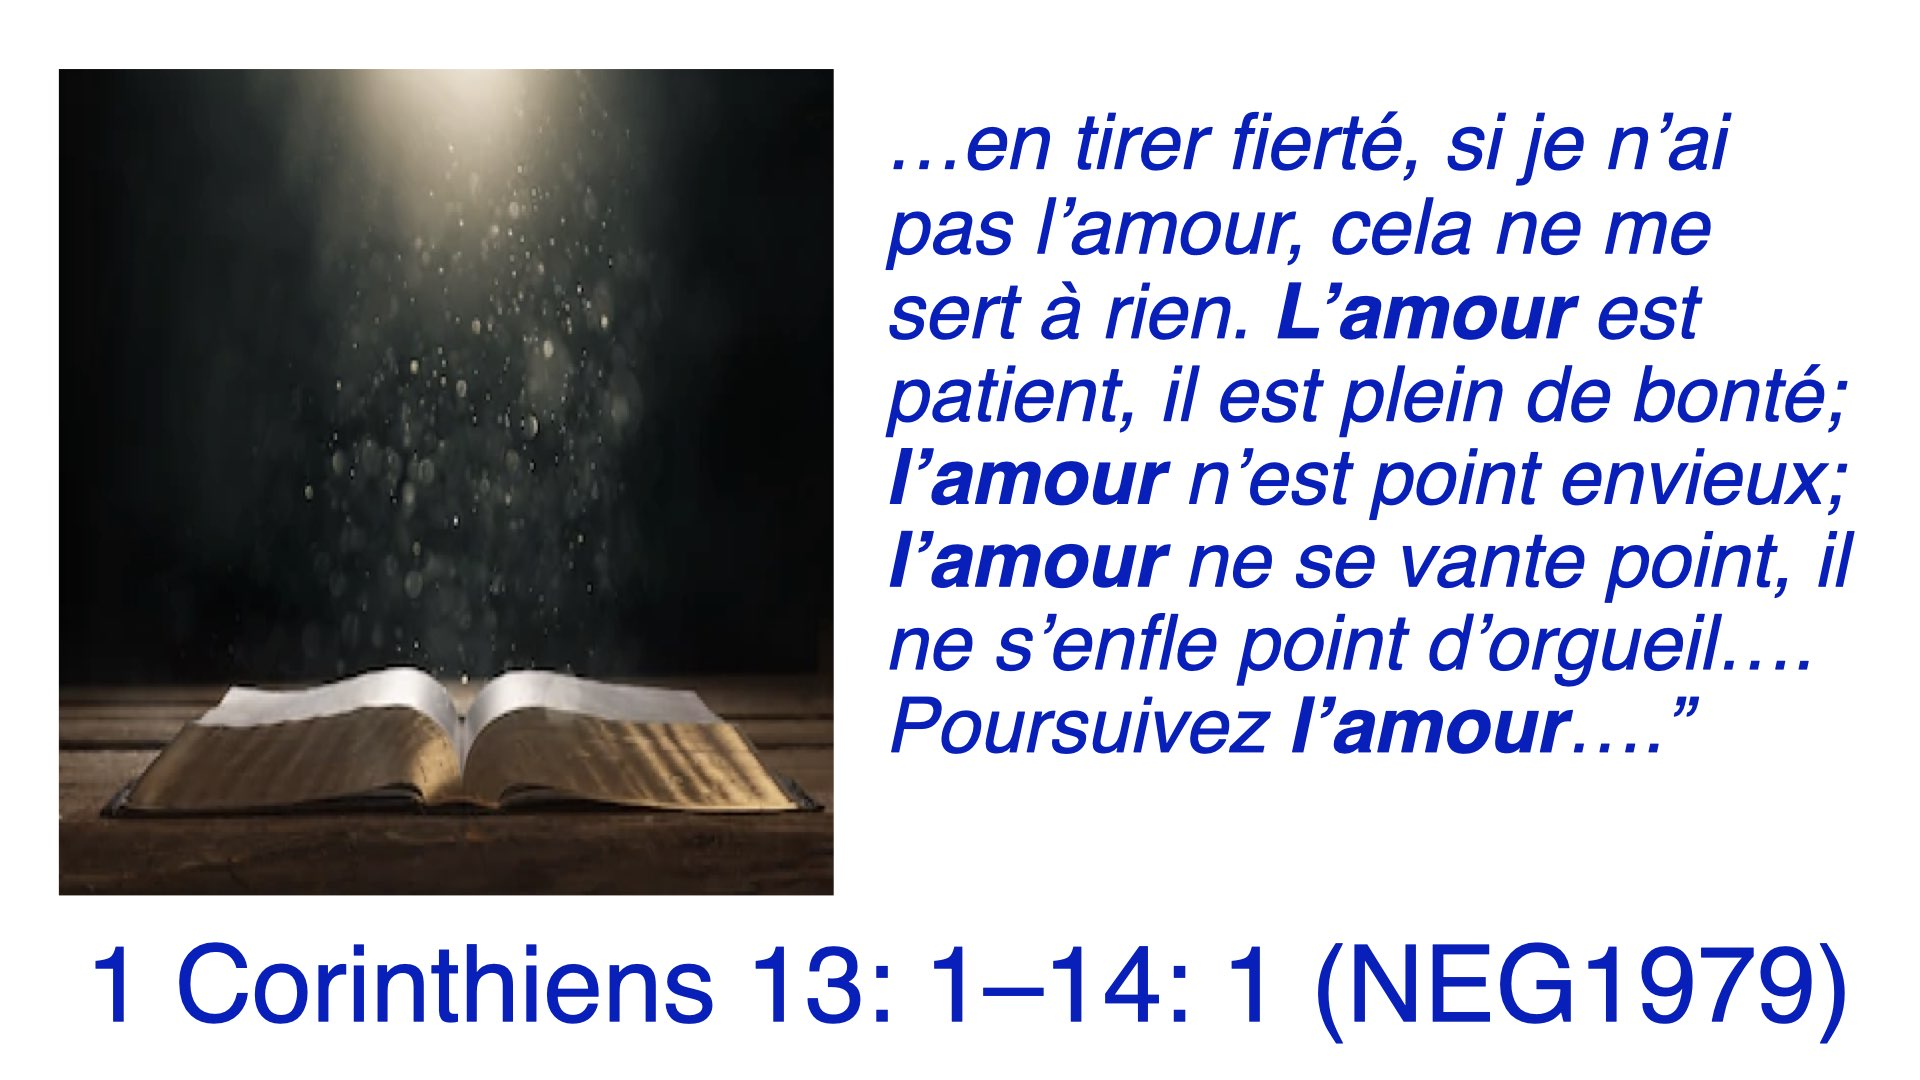 …en tirer fierté, si je n’ai
pas l’amour, cela ne me
sert à rien. L’amour est
patient, il est plein de bonté;
l’amour n’est point envieux;
l’amour ne se vante point, il
ne s’enfle point d’orgueil….
Poursuivez l’amour….”
1 Corinthiens 13: 1–14: 1 (NEG1979)